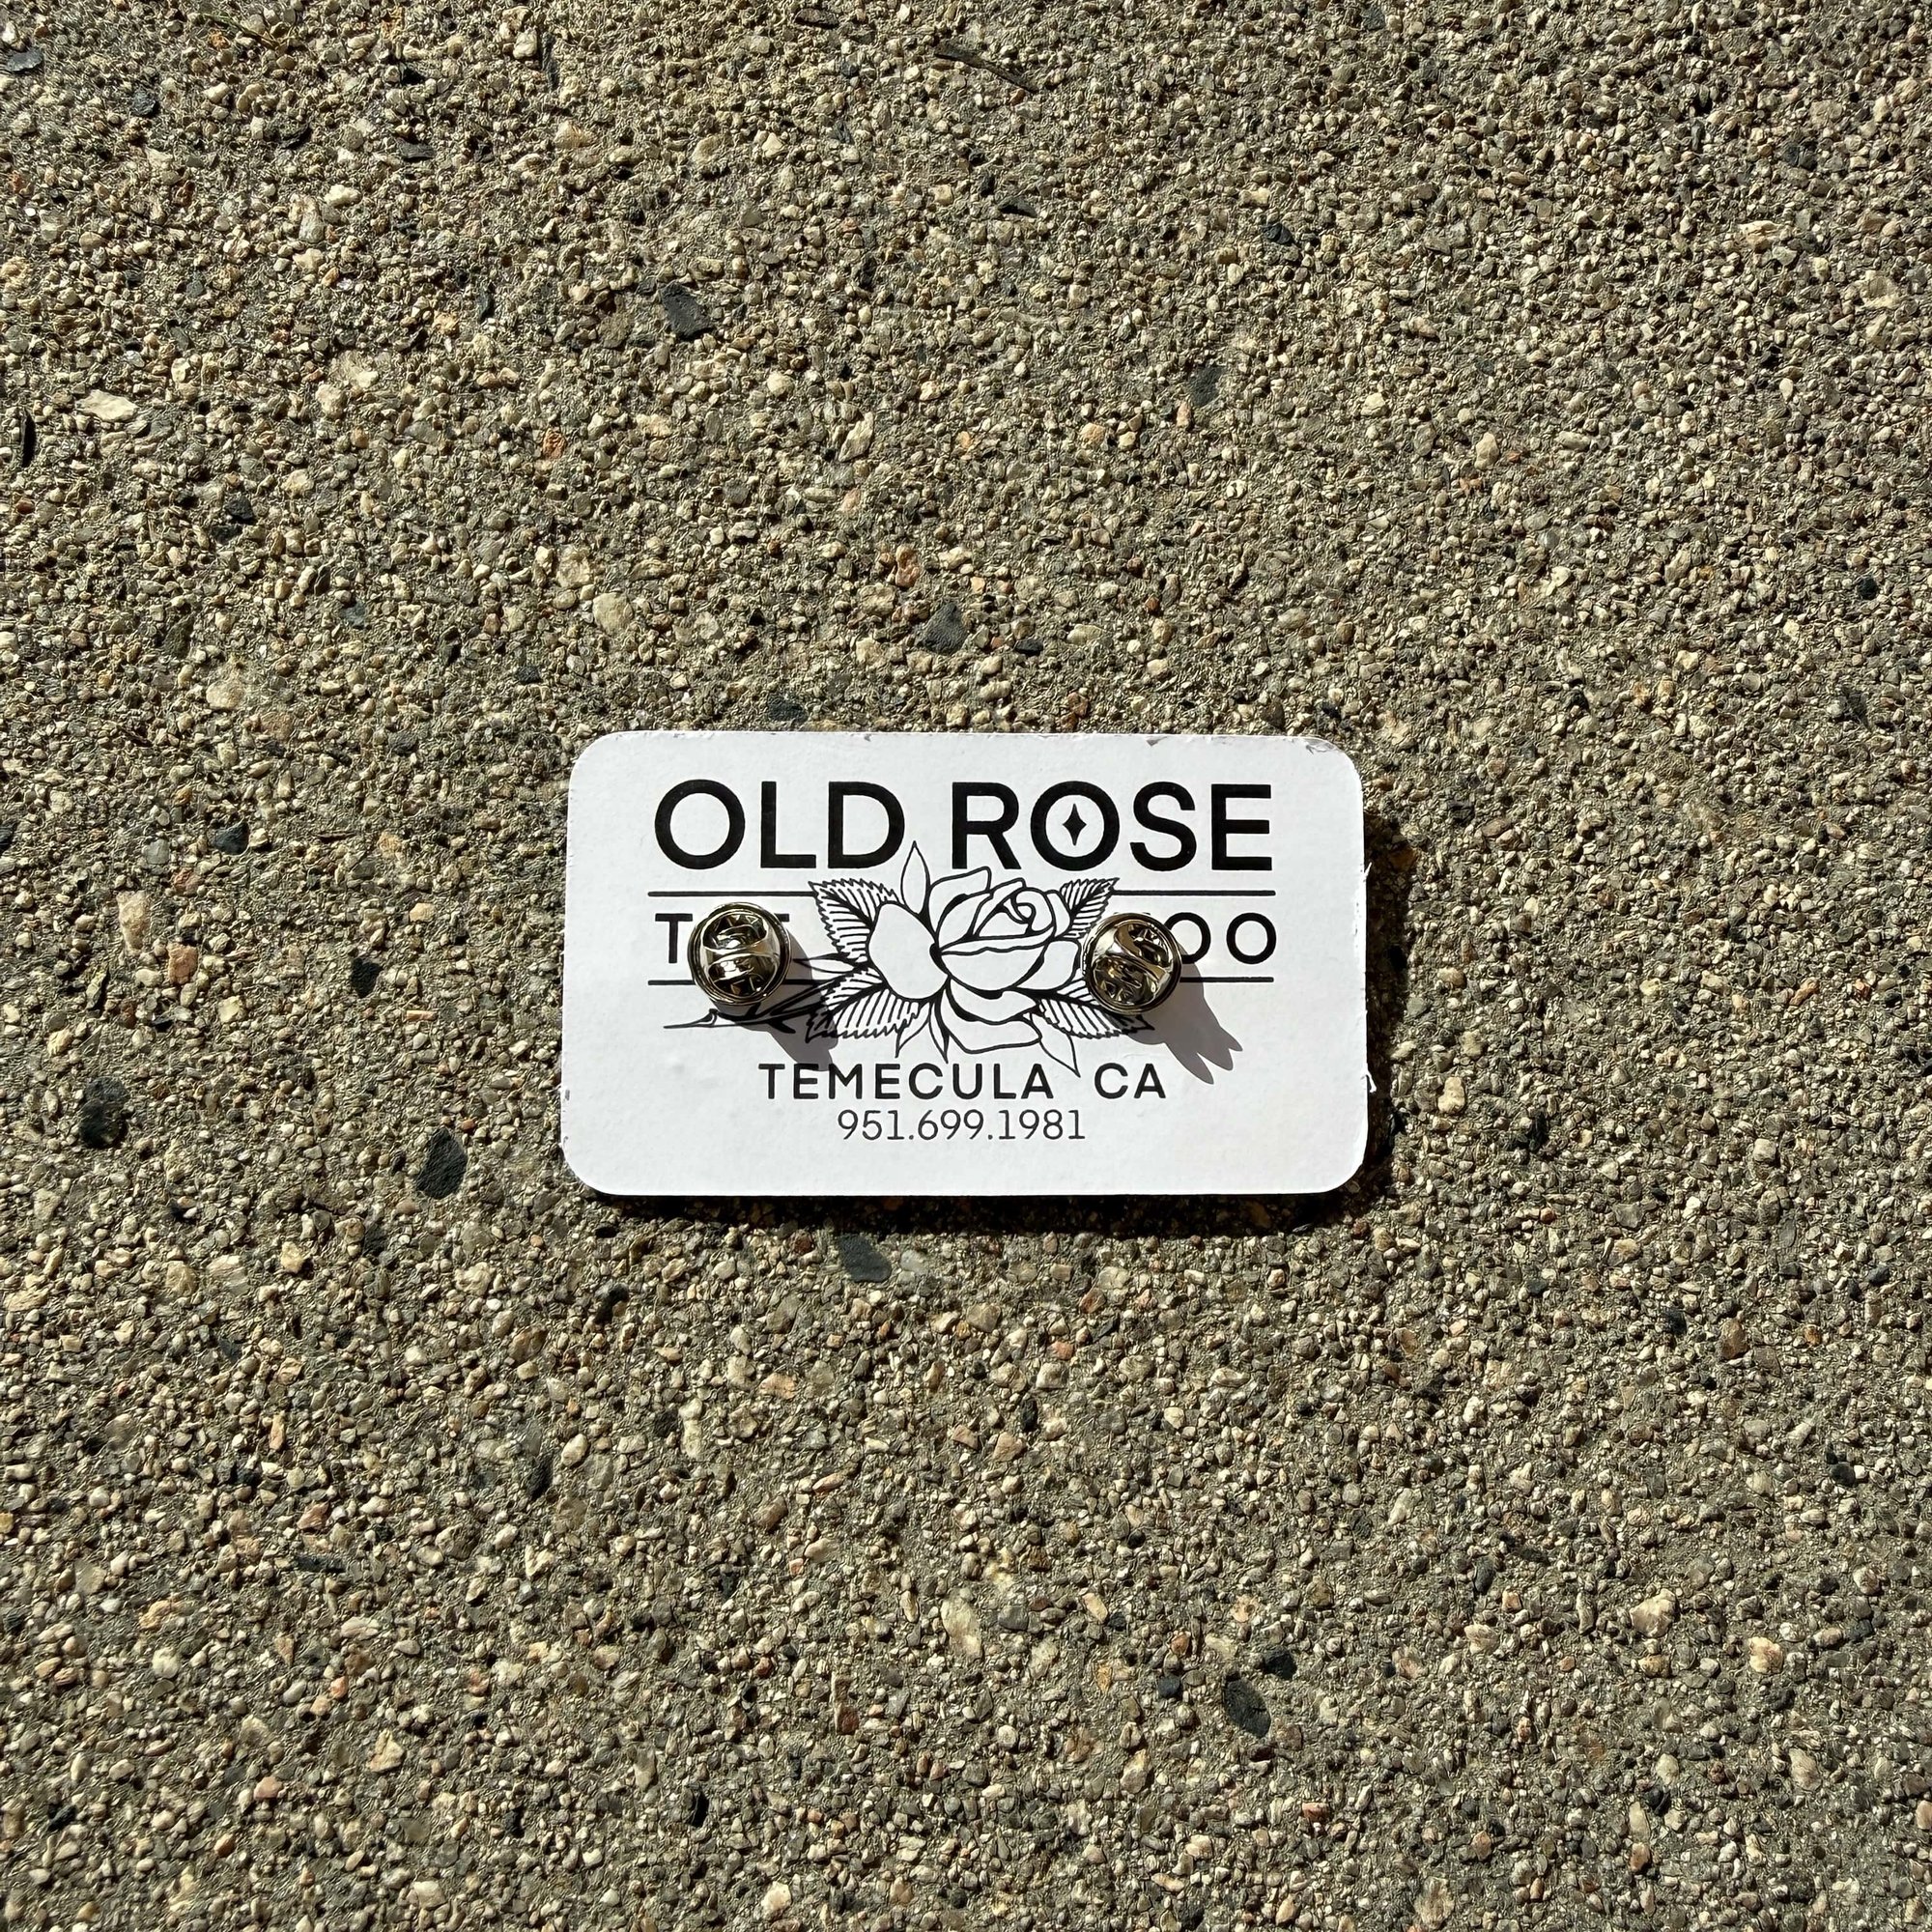 OLD ROSE
TEMECULA CA
951.699.1981